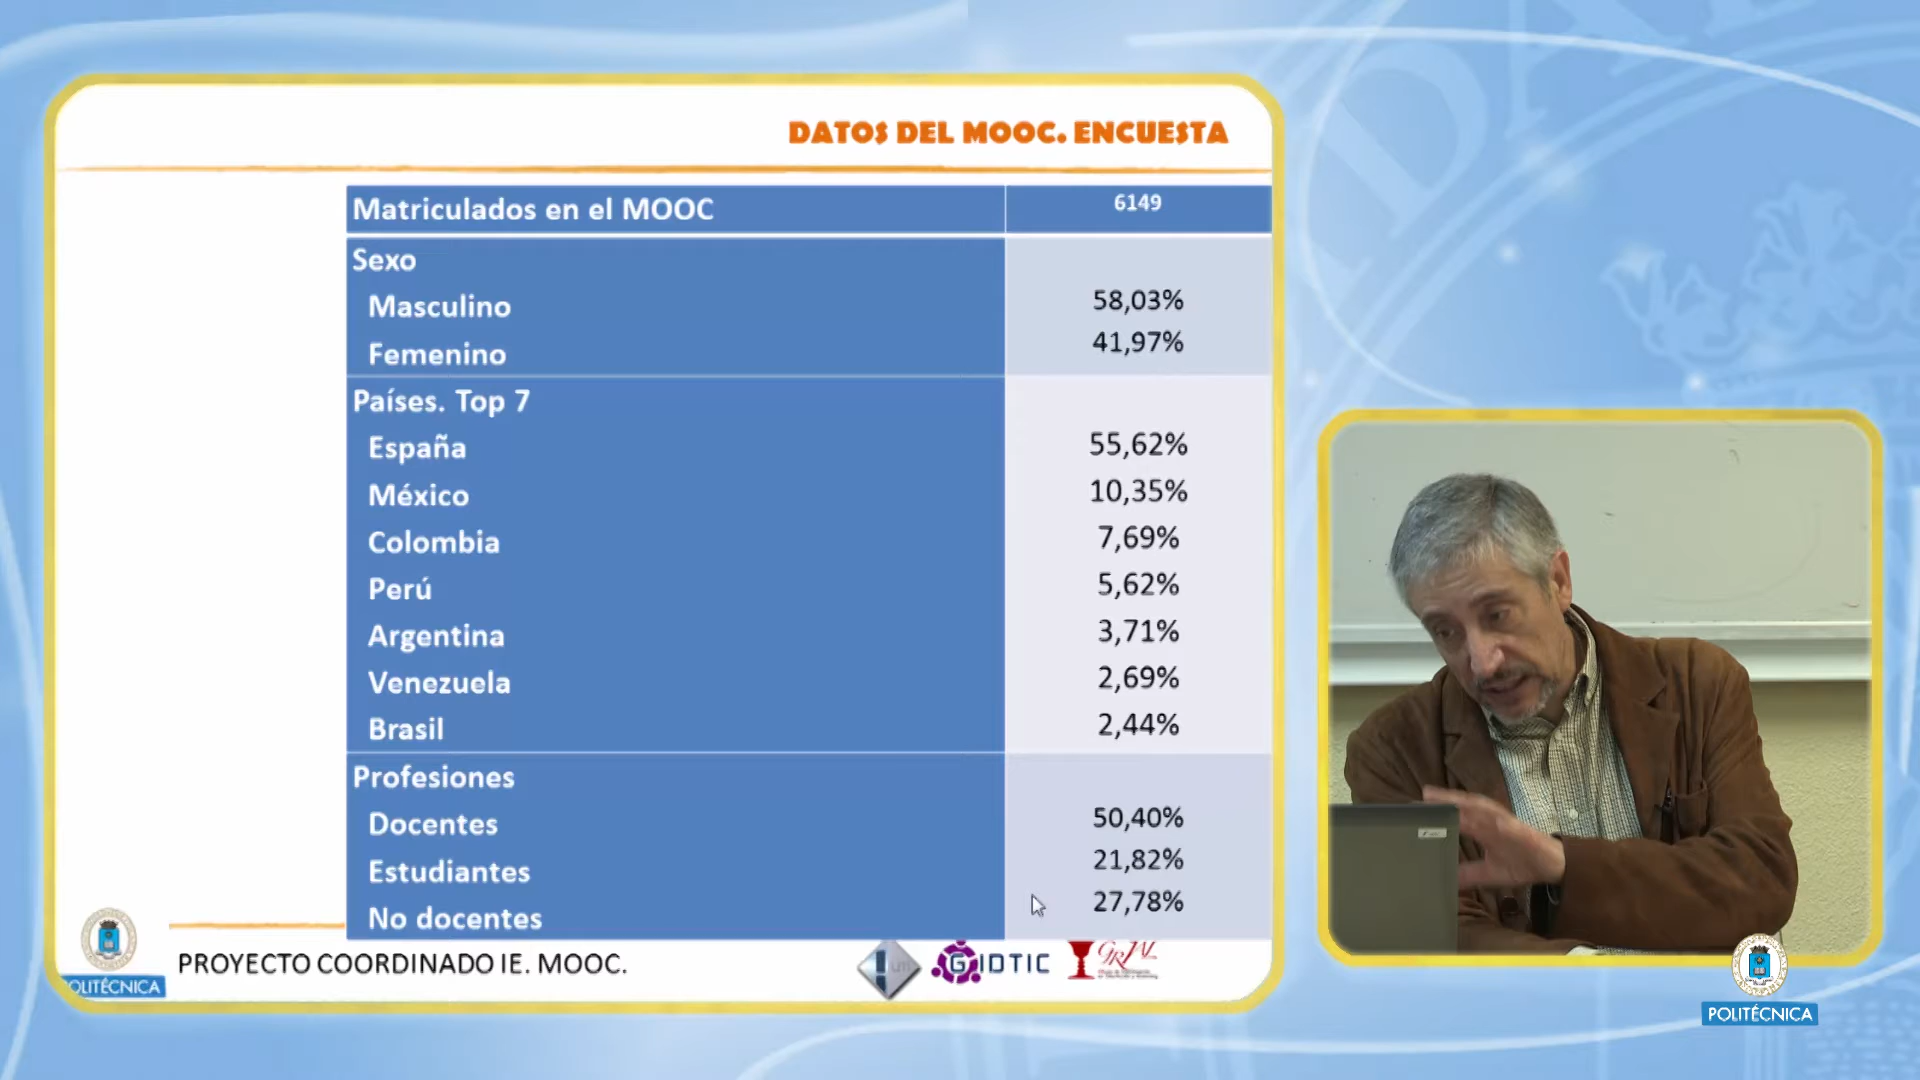 DATOS DEL MOOC. ENCUESTA
Matriculados en el MOOC 6149
Sexo
Masculino 58,03%
Femenino 41,97%
Países. Top 7
España 55,62%
México 10,35%
Colombia 7,69%
Perú 5,62%
Argentina 3,71%
Venezuela 2,69%
Brasil 2,44%
Profesiones
Docentes 50,40%
Estudiantes 21,82%
No docentes 27,78%
OLITÉCNICA
PROYECTO COORDINADO IE. MOOC.
GIDTIC
GRIAL
POLITÉCNICA